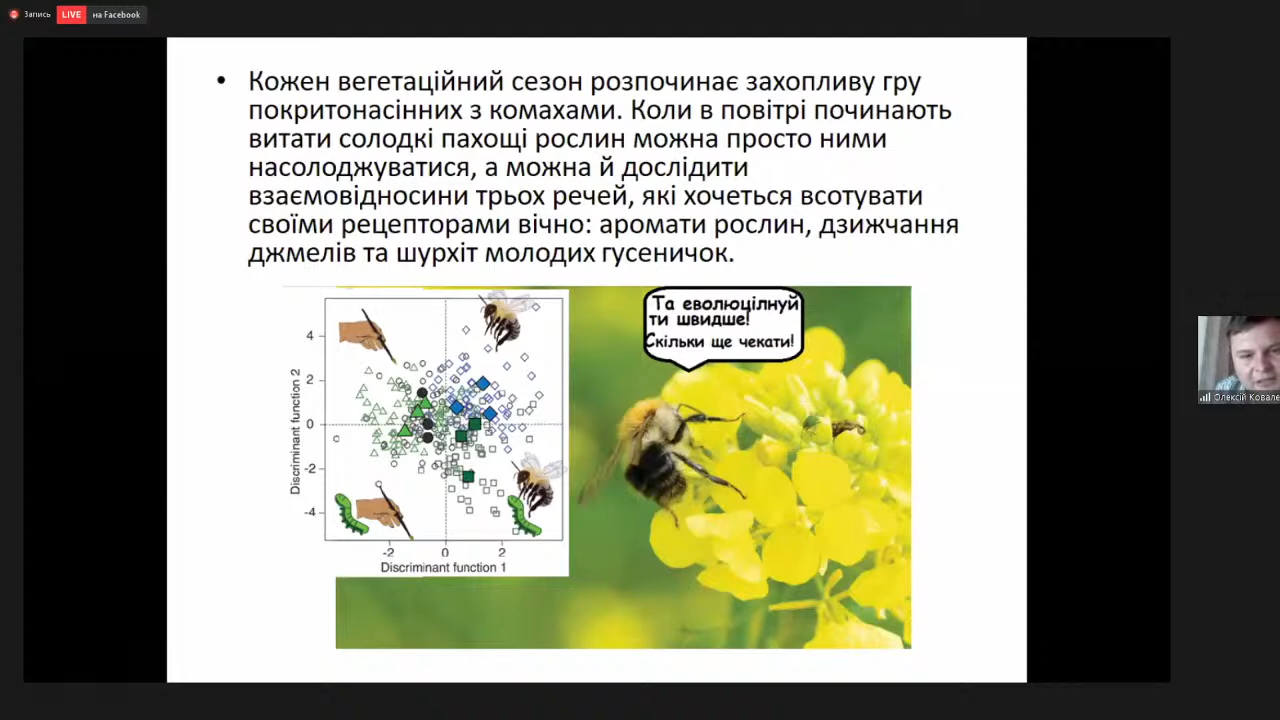 Запись LIVE на Facebook
• Кожен вегетаційний сезон розпочинає захопливу гру
покритонасінних з комахами. Коли в повітрі починають
витати солодкі пахощі рослин можна просто ними
насолоджуватися, а можна й дослідити
взаємовідносини трьох речей, які хочеться всотувати
своїми рецепторами вічно: аромати рослин, дзижчання
джмелів та шурхіт молодих гусеничок.
Та еволюцілнуй
ти швидше!
Скільки ще чекати!
Discriminant function 2
4
2
0
-2
-4
-2 0 2
Discriminant function 1
Олексій Ковале